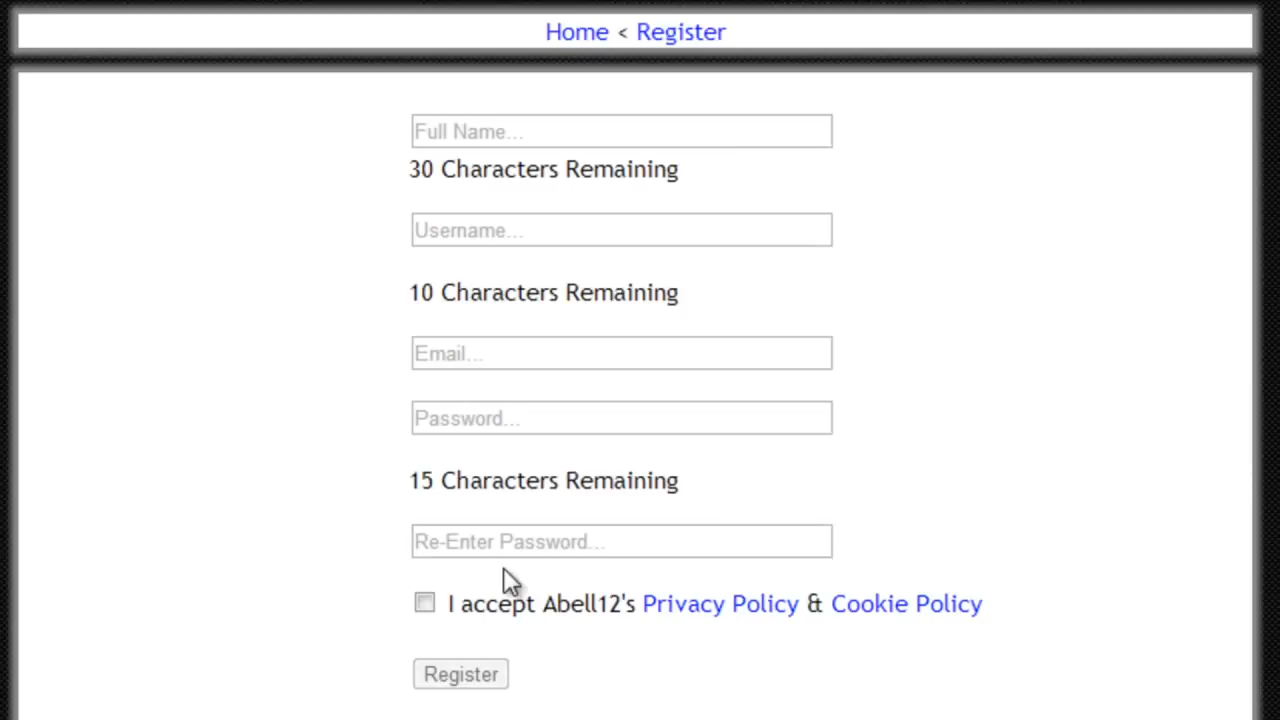 Home < Register
Full Name...
30 Characters Remaining
Username...
10 Characters Remaining
Email...
Password...
15 Characters Remaining
Re-Enter Password...
I accept Abell12's Privacy Policy & Cookie Policy
Register